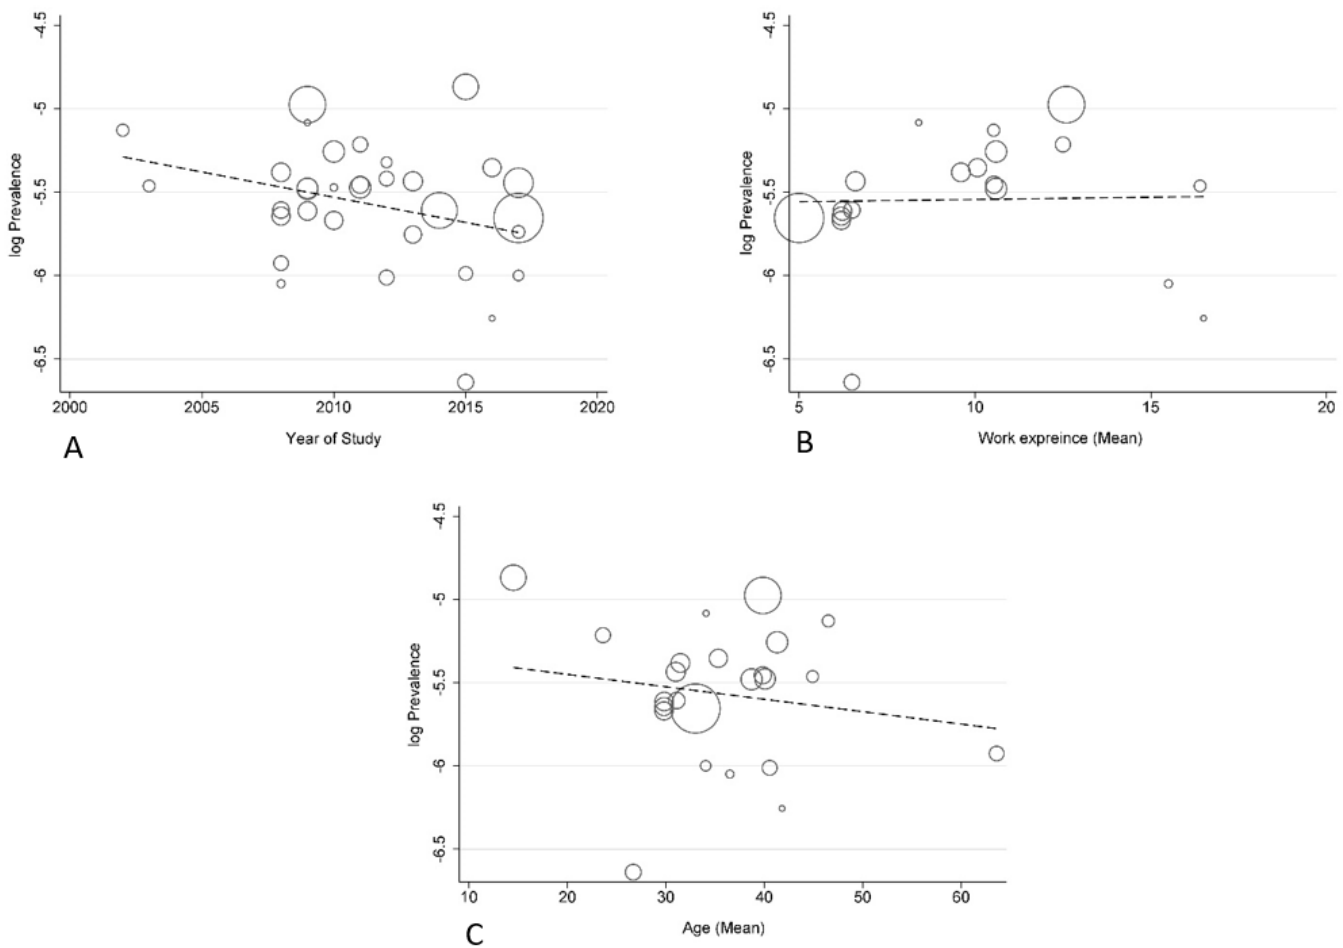 log Prevalence
-4.5
-5
-5.5
-6
-6.5
2000 2005 2010 2015 2020
Year of Study
A
log Prevalence
-4.5
-5
-5.5
-6
-6.5
5 10 15 20
Work expreince (Mean)
B
log Prevalence
-4.5
-5
-5.5
-6
-6.5
10 20 30 40 50 60
Age (Mean)
C